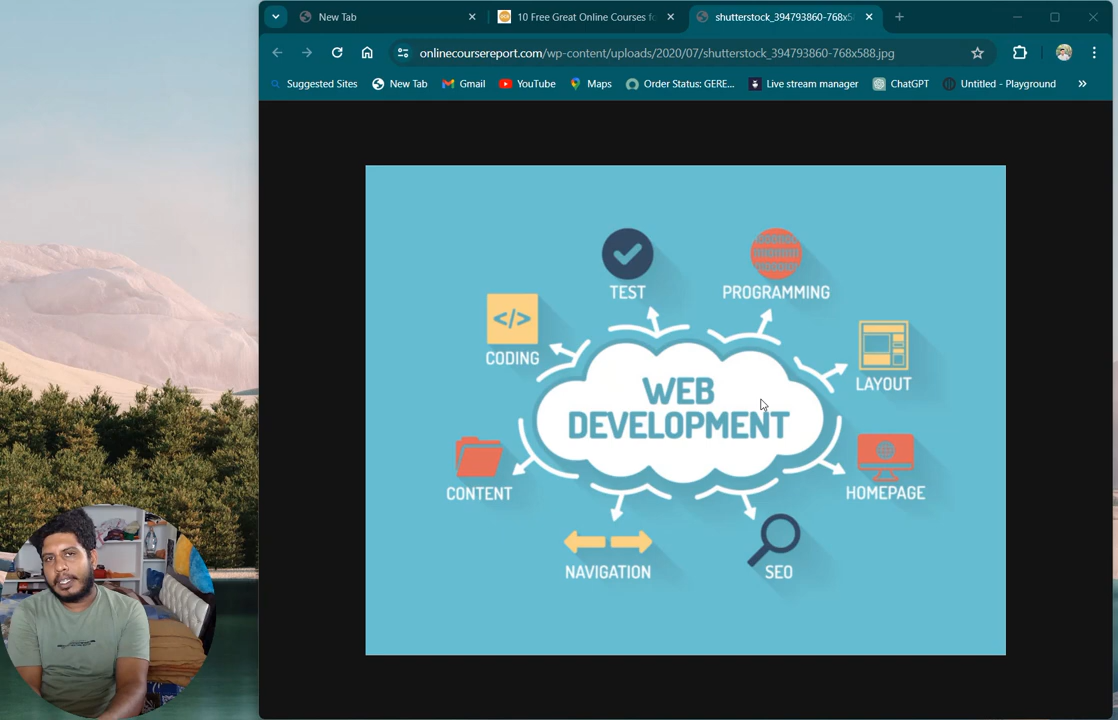 New Tab
10 Free Great Online Courses fo
shutterstock_394793860-768x5
onlinecoursereport.com/wp-content/uploads/2020/07/shutterstock_394793860-768x588.jpg
Suggested Sites
New Tab
Gmail
YouTube
Maps
Order Status: GERE...
Live stream manager
ChatGPT
Untitled - Playground
TEST
PROGRAMMING
</>
CODING
LAYOUT
WEB
DEVELOPMENT
CONTENT
HOMEPAGE
NAVIGATION
SEO